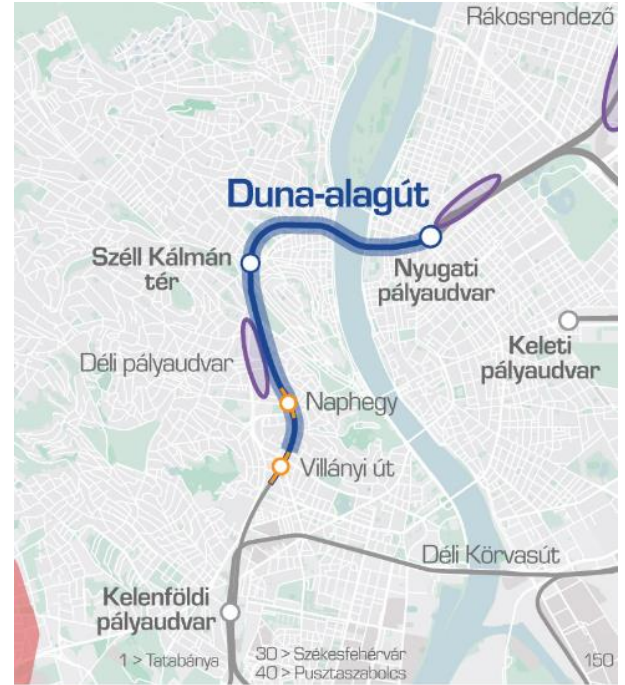 Rákosrendező
Duna-alagút
Széll Kálmán
tér
Nyugati
pályaudvar
Keleti
pályaudvar
Déli pályaudvar
Naphegy
Villányi út
Déli Körvasút
Kelenföldi
pályaudvar
1 > Tatabánya
30 > Székesfehérvár
40 > Pusztaszabolcs
150